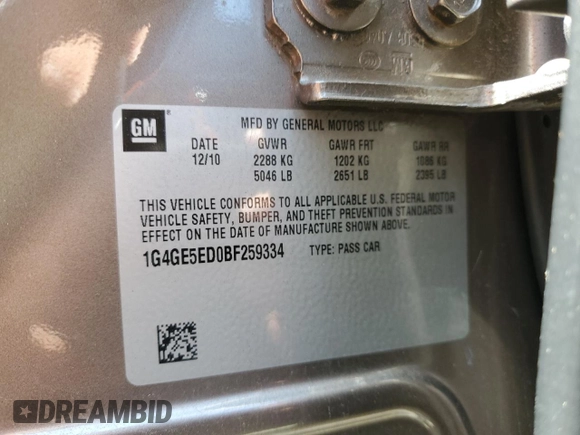 GM
®
MFD BY GENERAL MOTORS LLC
DATE GVWR GAWR FRT GAWR RR
12/10 2288 KG 1202 KG 1086 KG
5046 LB 2651 LB 2395 LB
THIS VEHICLE CONFORMS TO ALL APPLICABLE U.S. FEDERAL MOTOR
VEHICLE SAFETY, BUMPER, AND THEFT PREVENTION STANDARDS IN
EFFECT ON THE DATE OF MANUFACTURE SHOWN ABOVE.
1G4GE5ED0BF259334 TYPE: PASS CAR
DREAMBID